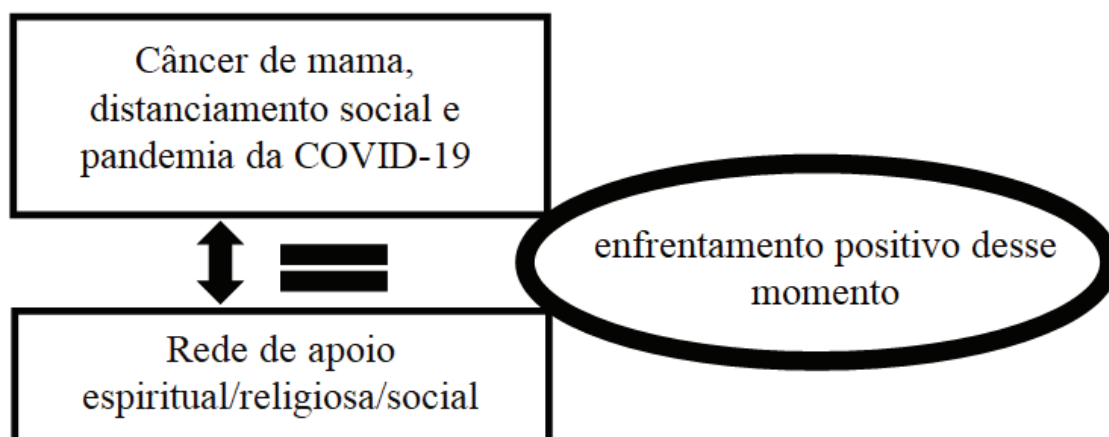 Câncer de mama,
distanciamento social e
pandemia da COVID-19
enfrentamento positivo desse
momento
Rede de apoio
espiritual/religiosa/social